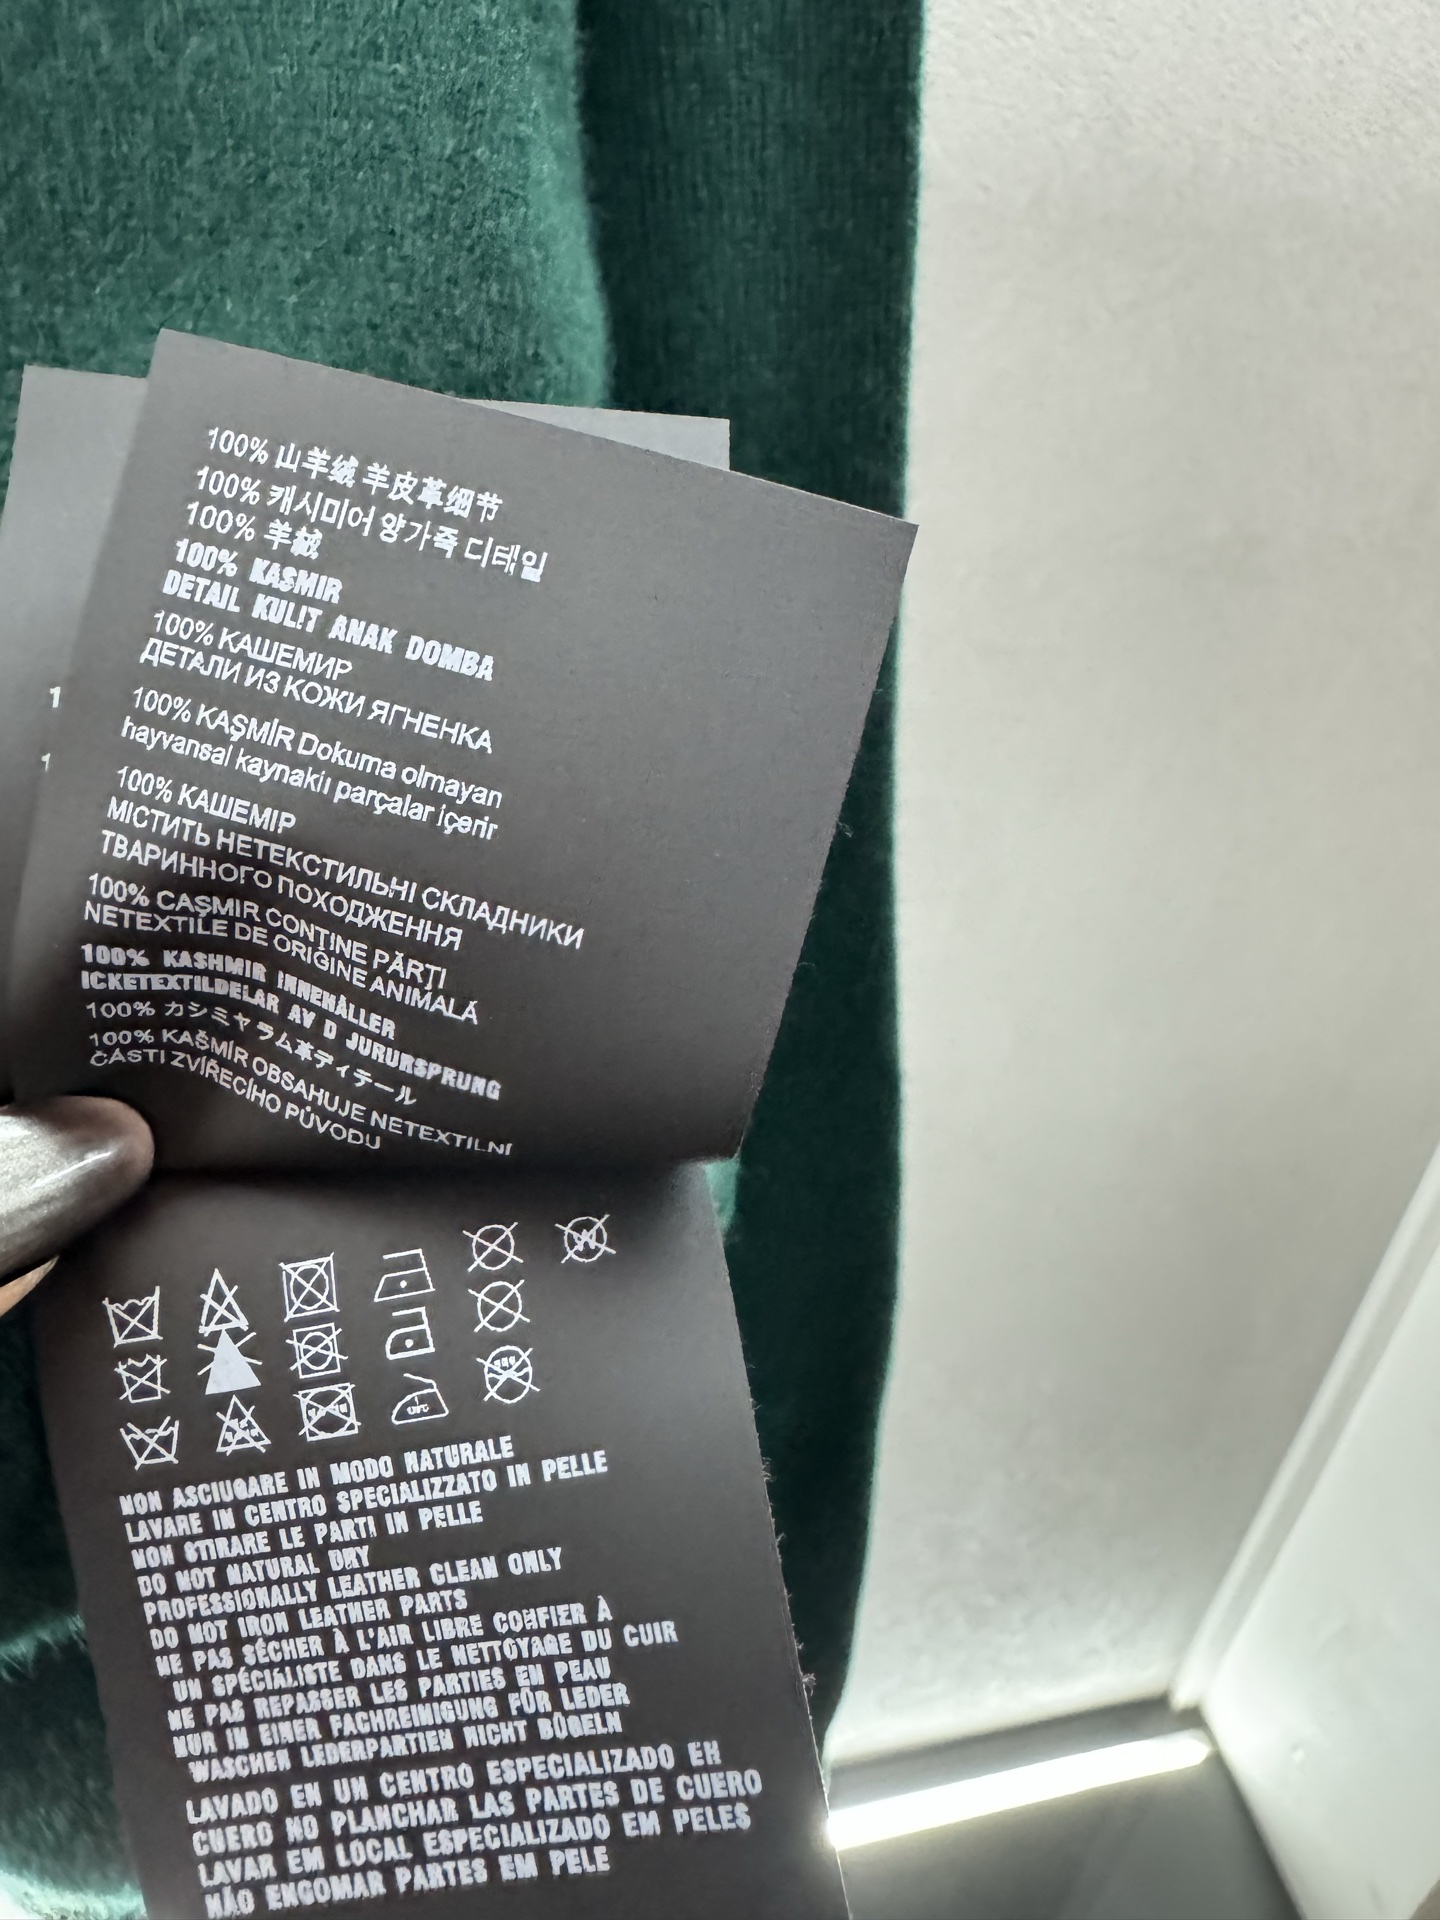 100% 山羊绒 羊皮革细节
100% 캐시미어 양가죽 디테일
100% 羊絨
100% KASMIR
DETAIL KULIT ANAK DOMBA
100% КАШЕМИР
ДЕТАЛИ ИЗ КОЖИ ЯГНЕНКА
100% KAŞMİR Dokuma olmayan
hayvansal kaynaklı parçalar içerir
100% КАШЕМІР
МІСТИТЬ НЕТЕКСТИЛЬНІ СКЛАДНИКИ
ТВАРИННОГО ПОХОДЖЕННЯ
100% CAŞMIR CONŢINE PĂRŢI
NETEXTILE DE ORIGINE ANIMALĂ
100% KASHMIR INNEHÅLLER
ICKETEXTILDELAR AV D JURURSPRUNG
100% カシミヤ ラム革ディテール
100% KAŠMÍR OBSAHUJE NETEXTILNÍ
ČÁSTI ZVÍŘECÍHO PŮVODU
NON ASCIUGARE IN MODO NATURALE
LAVARE IN CENTRO SPECIALIZZATO IN PELLE
NON STIRARE LE PARTI IN PELLE
DO NOT NATURAL DRY
PROFESSIONALLY LEATHER CLEAN ONLY
DO NOT IRON LEATHER PARTS
NE PAS SÉCHER À L'AIR LIBRE CONFIER À
UN SPÉCIALISTE DANS LE NETTOYAGE DU CUIR
NE PAS REPASSER LES PARTIES EN PEAU
NUR IN EINER FACHREINIGUNG FÜR LEDER
WASCHEN LEDERPARTIEN NICHT BÜGELN
LAVADO EN UN CENTRO ESPECIALIZADO EN
CUERO NO PLANCHAR LAS PARTES DE CUERO
LAVAR EM LOCAL ESPECIALIZADO EM PELES
NÃO ENGOMAR PARTES EM PELE